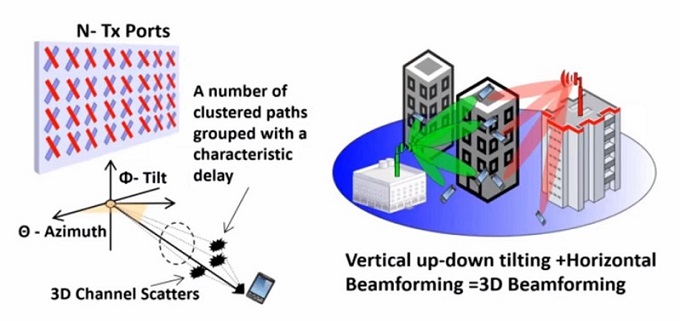 N- Tx Ports
A number of
clustered paths
grouped with a
characteristic
delay
Φ- Tilt
Θ - Azimuth
3D Channel Scatters
Vertical up-down tilting +Horizontal
Beamforming =3D Beamforming